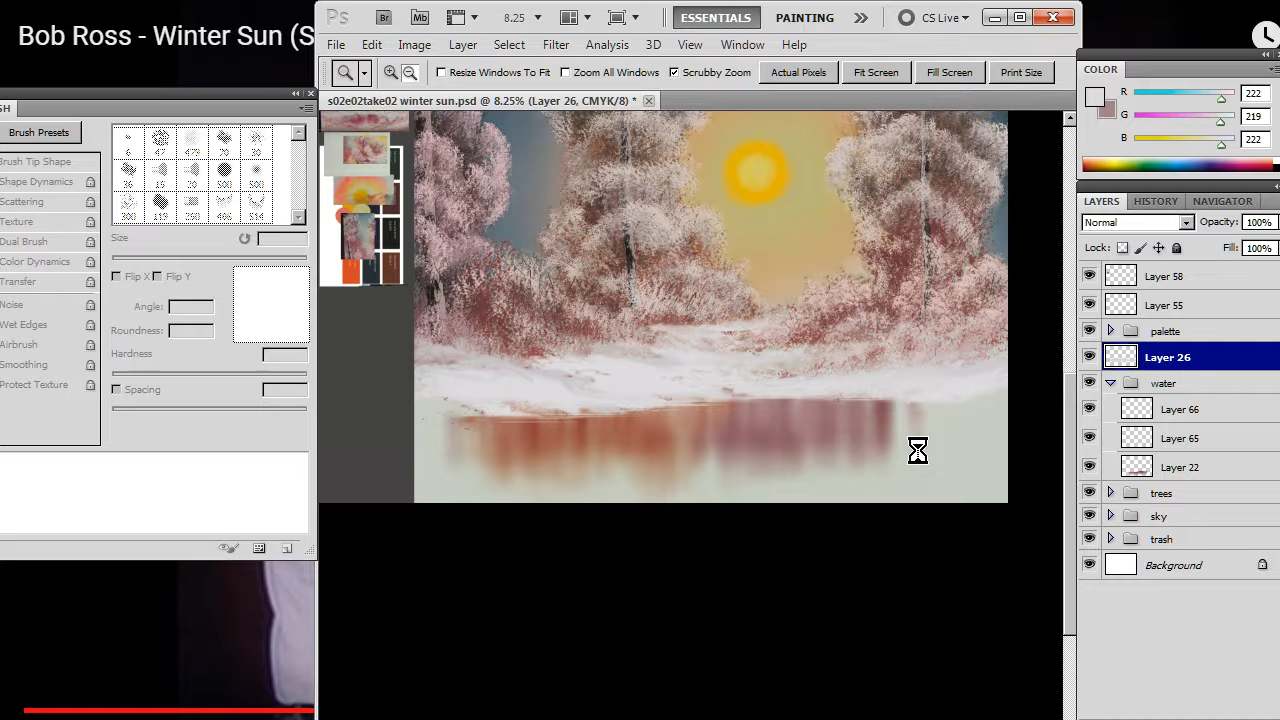 Bob Ross - Winter Sun (S
Ps
Br
Mb
8.25
ESSENTIALS
PAINTING
CS Live
File Edit Image Layer Select Filter Analysis 3D View Window Help
Resize Windows To Fit
Zoom All Windows
Scrubby Zoom
Actual Pixels
Fit Screen
Fill Screen
Print Size
s02e02take02 winter sun.psd @ 8.25% (Layer 26, CMYK/8) *
SH
Brush Presets
Brush Tip Shape
Shape Dynamics
Scattering
Texture
Dual Brush
Color Dynamics
Transfer
Noise
Wet Edges
Airbrush
Smoothing
Protect Texture
Size
Flip X
Flip Y
Angle:
Roundness:
Hardness
Spacing
COLOR
R 222
G 219
B 222
LAYERS HISTORY NAVIGATOR
Normal
Opacity: 100%
Lock:
Fill: 100%
Layer 58
Layer 55
palette
Layer 26
water
Layer 66
Layer 65
Layer 22
trees
sky
trash
Background